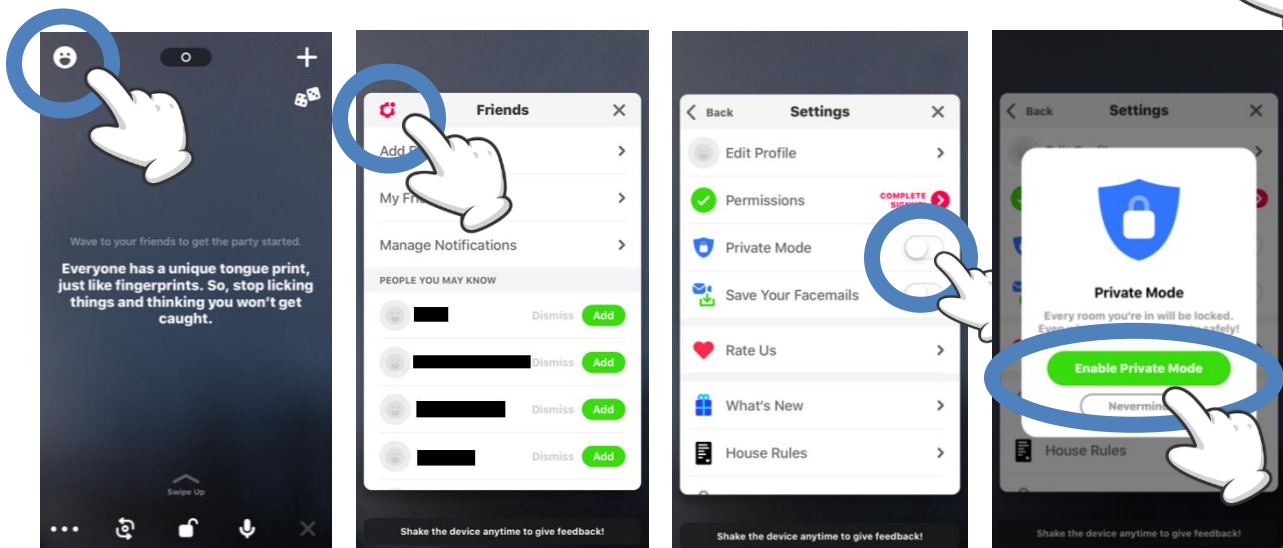 Wave to your friends to get the party started.
Everyone has a unique tongue print,
just like fingerprints. So, stop licking
things and thinking you won't get
caught.
Swipe Up
Friends
Add
My
Manage Notifications
PEOPLE YOU MAY KNOW
Dismiss Add
Dismiss Add
Dismiss Add
Dismiss Add
Shake the device anytime to give feedback!
Back Settings
Edit Profile
Permissions COMPLETE
Private Mode
Save Your Facemails
Rate Us
What's New
House Rules
Shake the device anytime to give feedback!
Back Settings
Private Mode
Every room you're in will be locked.
safely!
Enable Private Mode
Nevermind
House Rules
Shake the device anytime to give feedback!